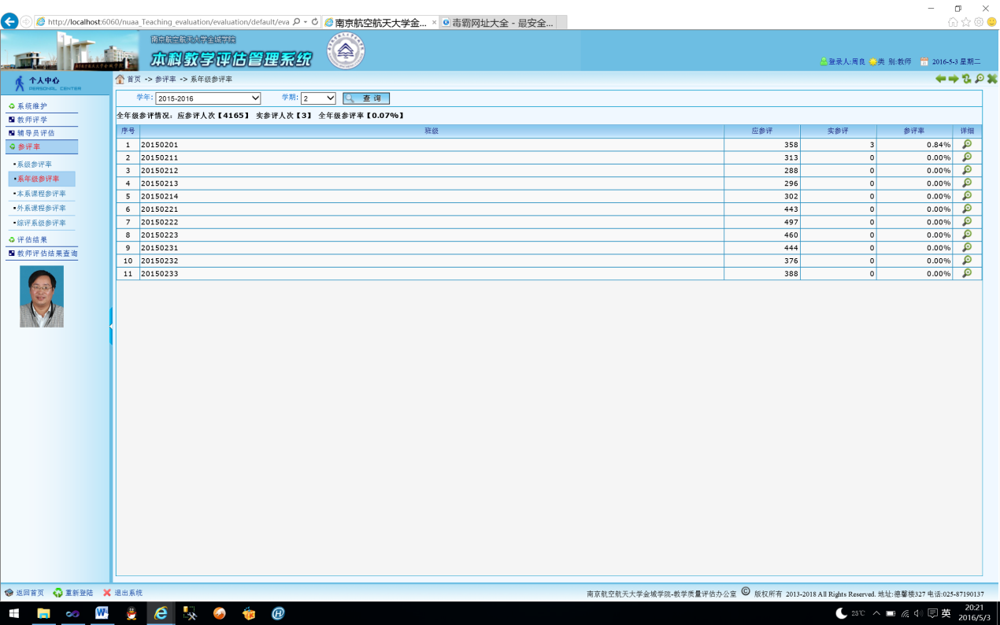 http://localhost:6060/nuaa_Teaching_evaluation/evaluation/default/eva
南京航空航天大学金...
毒霸网址大全 - 最安全...
南京航空航天大学金城学院
本科教学评估管理系统
登录人:周良 类 别:教师 2016-5-3 星期二
个人中心
PERSONAL CENTER
首页 -> 参评率 -> 系年级参评率
系统维护
教师评学
辅导员评估
参评率
系级参评率
系年级参评率
本系课程参评率
外系课程参评率
综评系级参评率
评估结果
教师评估结果查询
学年: 2015-2016 学期: 2 查 询
全年级参评情况: 应参评人次【4165】 实参评人次【3】 全年级参评率【0.07%】
序号 班级 应参评 实参评 参评率 详细
1 20150201 358 3 0.84%
2 20150211 313 0 0.00%
3 20150212 288 0 0.00%
4 20150213 296 0 0.00%
5 20150214 302 0 0.00%
6 20150221 443 0 0.00%
7 20150222 497 0 0.00%
8 20150223 460 0 0.00%
9 20150231 444 0 0.00%
10 20150232 376 0 0.00%
11 20150233 388 0 0.00%
返回首页 重新登陆 退出系统
南京航空航天大学金城学院-教学质量评估办公室 © 版权所有 2013-2018 All Rights Reserved. 地址:德馨楼327 电话:025-87190137
25℃ 英 20:21
2016/5/3